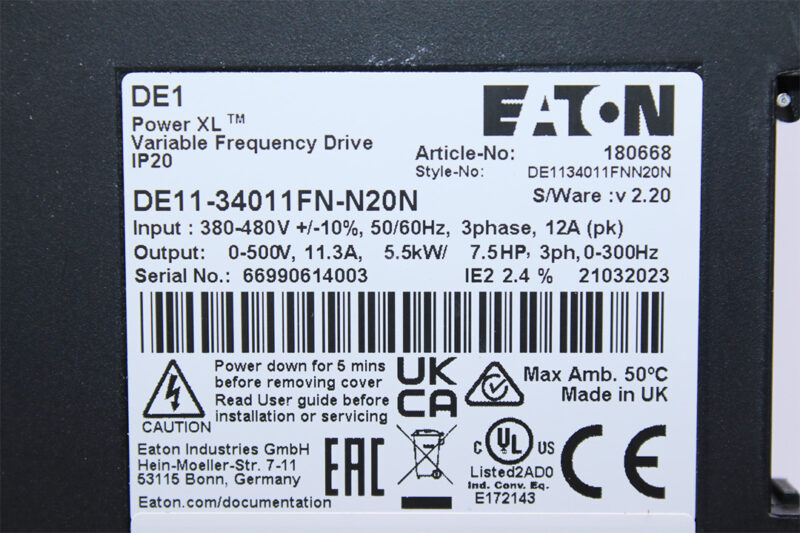 DE1
EATON
Power XL™
Variable Frequency Drive
IP20
Article-No: 180668
Style-No: DE1134011FNN20N
DE11-34011FN-N20N
S/Ware :v 2.20
Input : 380-480V +/-10%, 50/60Hz, 3phase, 12A (pk)
Output: 0-500V, 11.3A, 5.5kW/ 7.5HP, 3ph,0-300Hz
Serial No.: 66990614003 IE2 2.4 % 21032023
Power down for 5 mins
before removing cover
Read User guide before
installation or servicing
CAUTION
UK
CA
Max Amb. 50°C
Made in UK
Eaton Industries GmbH
Hein-Moeller-Str. 7-11
53115 Bonn, Germany
Eaton.com/documentation
EAC
C UL US
Listed2AD0
Ind. Conv. Eq.
E172143
CE